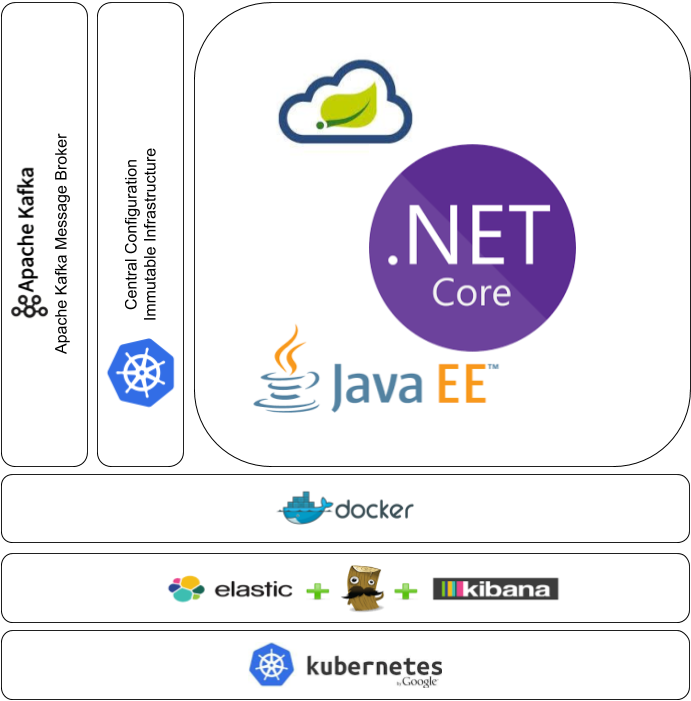 Apache Kafka
Apache Kafka Message Broker
Central Configuration
Immutable Infrastructure
.NET
Core
Java EE™
docker
elastic + + kibana
kubernetes
by Google